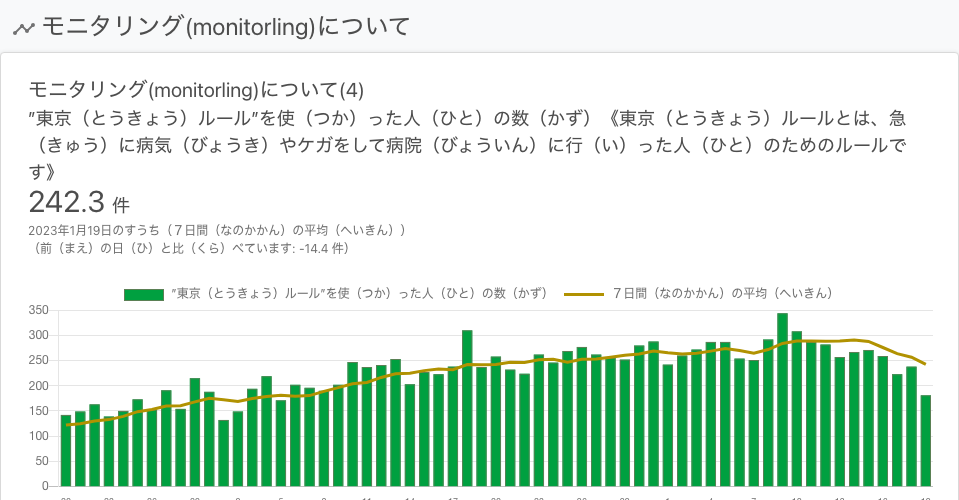 モニタリング(monitorling)について
モニタリング(monitorling)について(4)
”東京（とうきょう）ルール”を使（つか）った人（ひと）の数（かず）《東京（とうきょう）ルールとは、急
（きゅう）に病気（びょうき）やケガをして病院（びょういん）に行（い）った人（ひと）のためのルールで
す》
242.3 件
2023年1月19日のすうち（７日間（なのかかん）の平均（へいきん））
（前（まえ）の日（ひ）と比（くら）べています: -14.4 件）
”東京（とうきょう）ルール”を使（つか）った人（ひと）の数（かず） ７日間（なのかかん）の平均（へいきん）
350
300
250
200
150
100
50
0